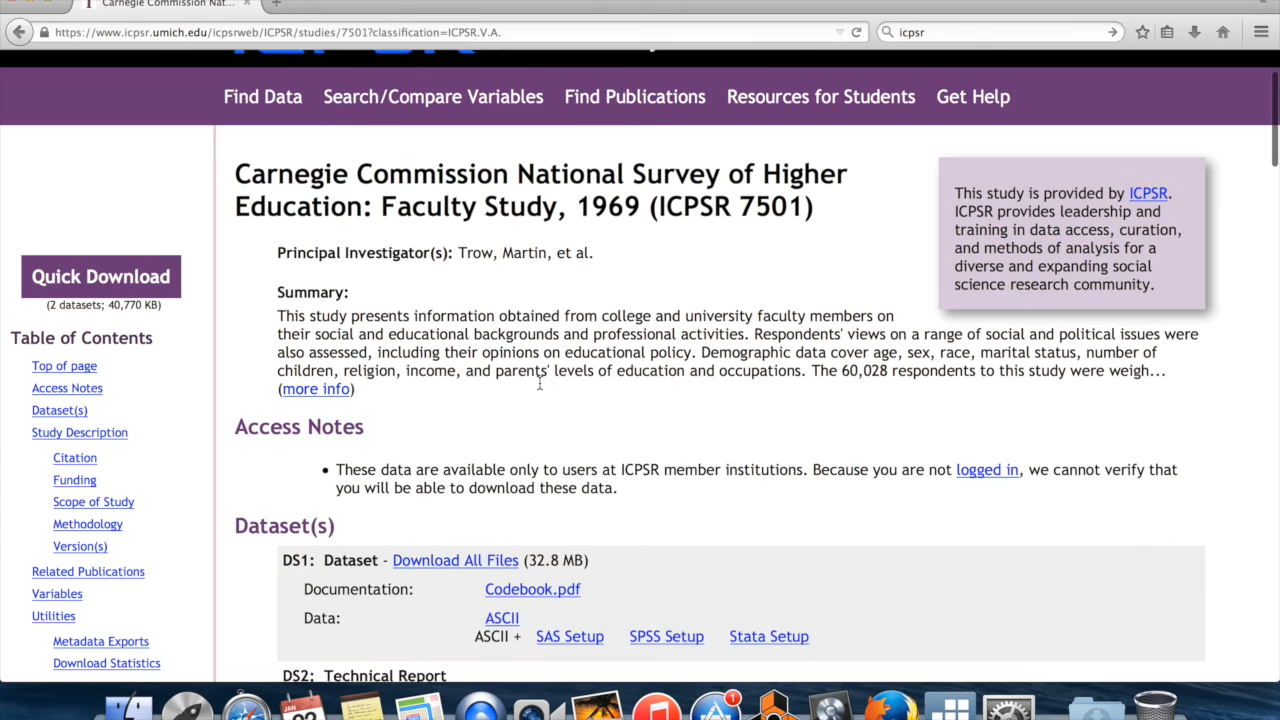 Carnegie Commission Nat...
https://www.icpsr.umich.edu/icpsrweb/ICPSR/studies/7501?classification=ICPSR.V.A.
icpsr
Find Data
Search/Compare Variables
Find Publications
Resources for Students
Get Help
Carnegie Commission National Survey of Higher
Education: Faculty Study, 1969 (ICPSR 7501)
This study is provided by ICPSR.
ICPSR provides leadership and
training in data access, curation,
and methods of analysis for a
diverse and expanding social
science research community.
Principal Investigator(s): Trow, Martin, et al.
Summary:
This study presents information obtained from college and university faculty members on
their social and educational backgrounds and professional activities. Respondents' views on a range of social and political issues were
also assessed, including their opinions on educational policy. Demographic data cover age, sex, race, marital status, number of
children, religion, income, and parents' levels of education and occupations. The 60,028 respondents to this study were weigh...
(more info)
Quick Download
(2 datasets; 40,770 KB)
Table of Contents
Top of page
Access Notes
Dataset(s)
Study Description
Citation
Funding
Scope of Study
Methodology
Version(s)
Related Publications
Variables
Utilities
Metadata Exports
Download Statistics
Access Notes
• These data are available only to users at ICPSR member institutions. Because you are not logged in, we cannot verify that
you will be able to download these data.
Dataset(s)
DS1: Dataset - Download All Files (32.8 MB)
Documentation: Codebook.pdf
Data: ASCII
ASCII + SAS Setup SPSS Setup Stata Setup
DS2: Technical Report
1